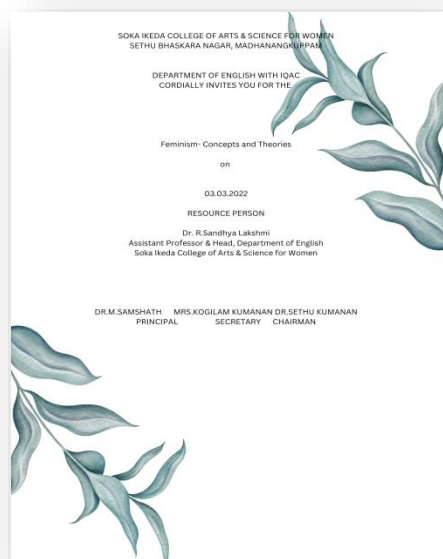 SOKA IKEDA COLLEGE OF ARTS & SCIENCE FOR WOMEN
SETHU BHASKARA NAGAR, MADHANANGKUPPAM
DEPARTMENT OF ENGLISH WITH IQAC
CORDIALLY INVITES YOU FOR THE
Feminism- Concepts and Theories
on
03.03.2022
RESOURCE PERSON
Dr. R.Sandhya Lakshmi
Assistant Professor & Head, Department of English
Soka Ikeda College of Arts & Science for Women
DR.M.SAMSHATH MRS.KOGILAM KUMANAN DR.SETHU KUMANAN
PRINCIPAL SECRETARY CHAIRMAN